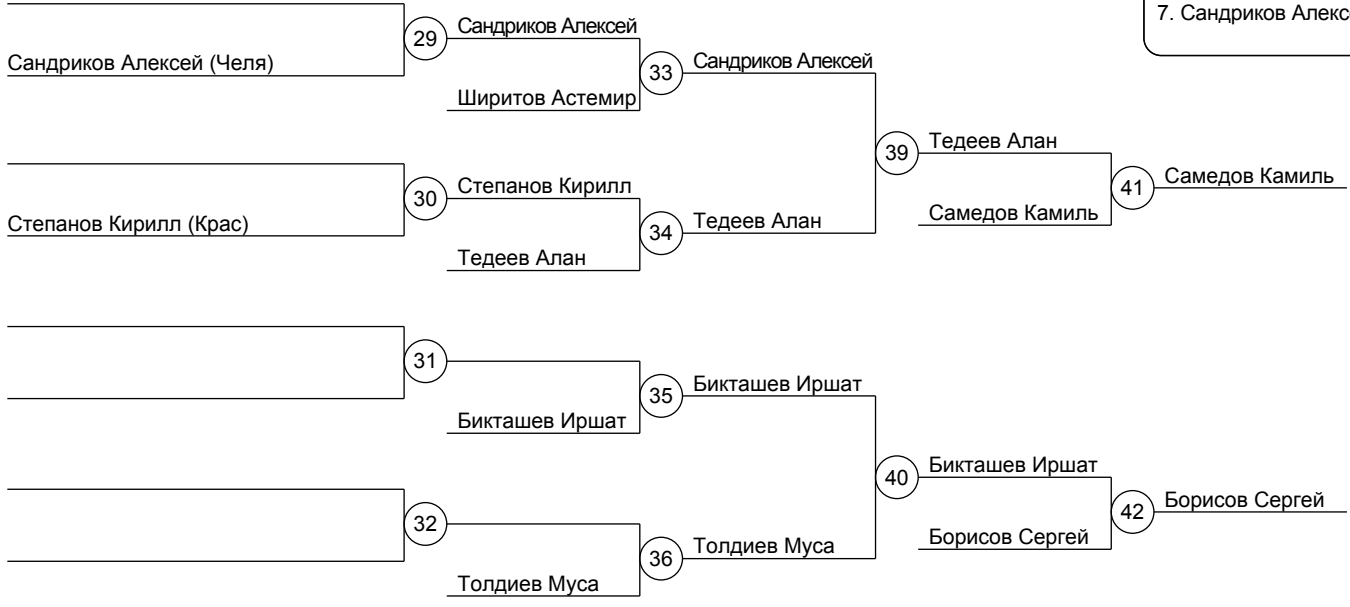 7. Сандриков Алекс
29
Сандриков Алексей
Сандриков Алексей (Челя)
33
Сандриков Алексей
Ширитов Астемир
39
Тедеев Алан
30
Степанов Кирилл
41
Самедов Камиль
Степанов Кирилл (Крас)
34
Тедеев Алан
Самедов Камиль
Тедеев Алан
31
35
Бикташев Иршат
Бикташев Иршат
40
Бикташев Иршат
32
42
Борисов Сергей
36
Толдиев Муса
Борисов Сергей
Толдиев Муса